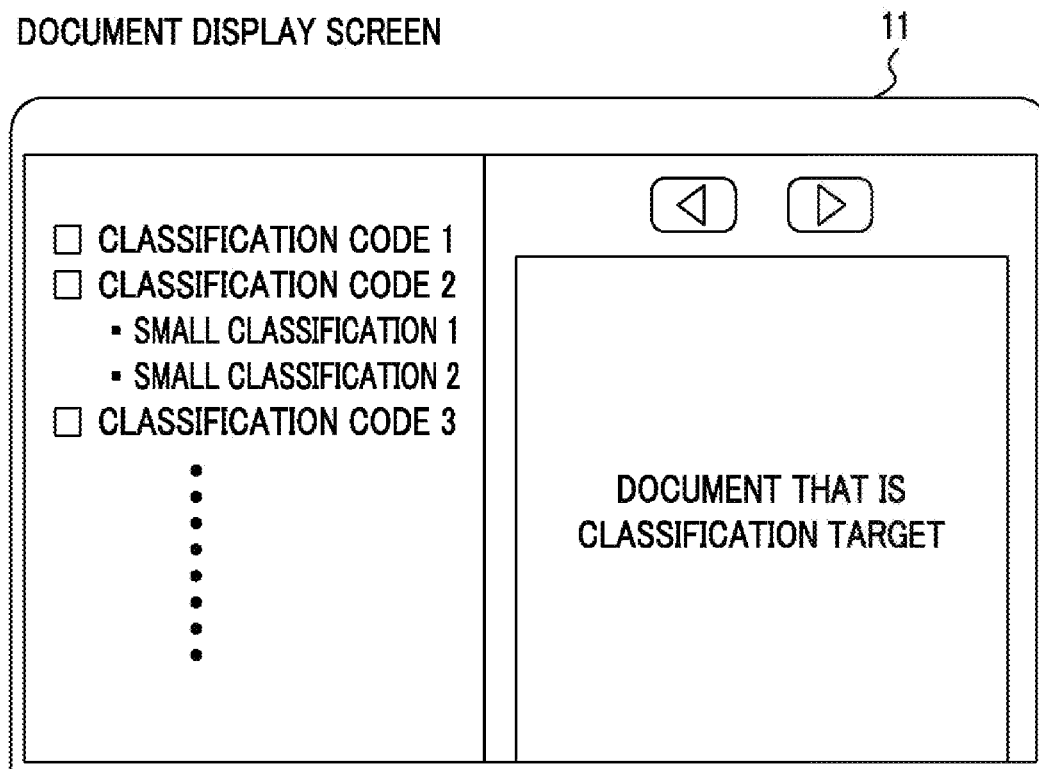 DOCUMENT DISPLAY SCREEN
11
☐ CLASSIFICATION CODE 1
☐ CLASSIFICATION CODE 2
▪ SMALL CLASSIFICATION 1
▪ SMALL CLASSIFICATION 2
☐ CLASSIFICATION CODE 3
DOCUMENT THAT IS
CLASSIFICATION TARGET